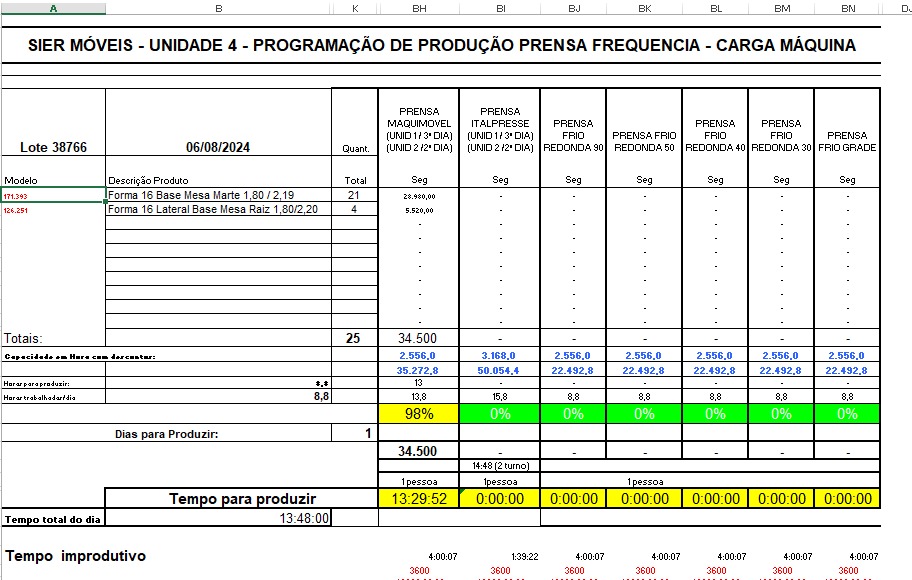 A B K BH BI BJ BK BL BM BN D
SIER MÓVEIS - UNIDADE 4 - PROGRAMAÇÃO DE PRODUÇÃO PRENSA FREQUENCIA - CARGA MÁQUINA
Lote 38766 06/08/2024 Quant. PRENSA MAQUIMOVEL (UNID 1 / 3ª DIA) (UNID 2 /2ª DIA) PRENSA ITALPRESSE (UNID 1 / 3ª DIA) (UNID 2 /2ª DIA) PRENSA FRIO REDONDA 90 PRENSA FRIO REDONDA 50 PRENSA FRIO REDONDA 40 PRENSA FRIO REDONDA 30 PRENSA FRIO GRADE
Modelo Descrição Produto Total Seg Seg Seg Seg Seg Seg Seg
171.393 Forma 16 Base Mesa Marte 1,80 / 2,19 21 28.980,00 - - - - - -
126.251 Forma 16 Lateral Base Mesa Raiz 1,80/2,20 4 5.520,00 - - - - - -
- - - - - - -
- - - - - - -
- - - - - - -
- - - - - - -
- - - - - - -
- - - - - - -
- - - - - - -
- - - - - - -
Totais: 25 34.500 - - - - - -
Capacidade em Hora com descontar: 2.556,0 3.168,0 2.556,0 2.556,0 2.556,0 2.556,0 2.556,0
35.272,8 50.054,4 22.492,8 22.492,8 22.492,8 22.492,8 22.492,8
Horas para produzir: 8,8 13 - - - - - -
Horas trabalhadas/dia 8,8 13,8 15,8 8,8 8,8 8,8 8,8 8,8
98% 0% 0% 0% 0% 0% 0%
Dias para Produzir: 1
34.500 - - - - - -
14:48 (2 turno)
1 pessoa 1pessoa 1 pessoa
Tempo para produzir 13:29:52 0:00:00 0:00:00 0:00:00 0:00:00 0:00:00 0:00:00
Tempo total do dia 13:48:00
Tempo improdutivo 4:00:07 1:39:22 4:00:07 4:00:07 4:00:07 4:00:07 4:00:07
3600 3600 3600 3600 3600 3600 3600